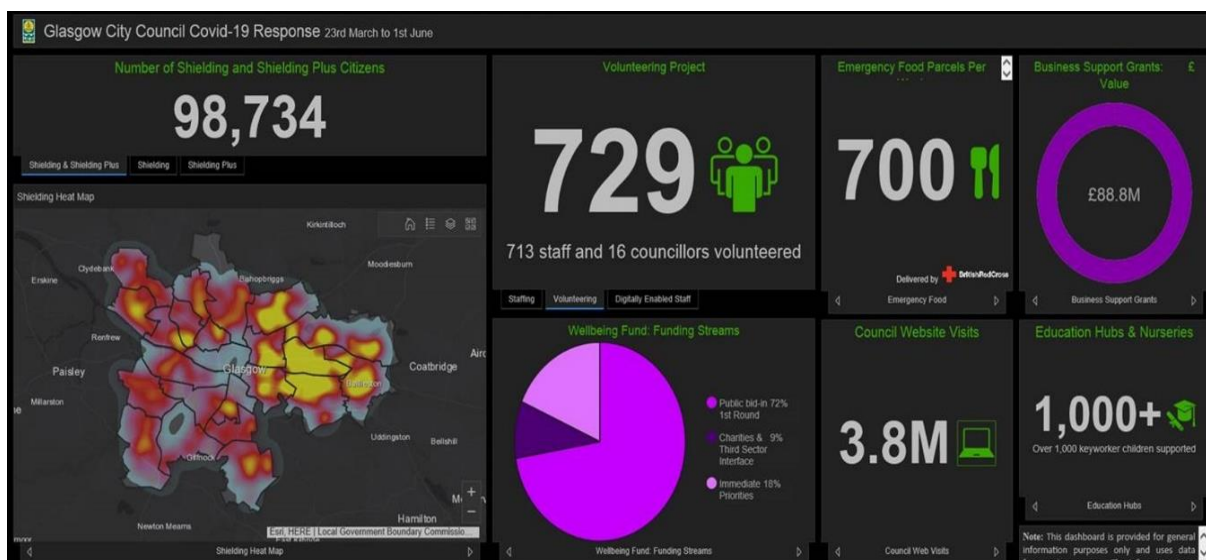 Glasgow City Council Covid-19 Response 23rd March to 1st June
Number of Shielding and Shielding Plus Citizens
98,734
Shielding & Shielding Plus
Shielding
Shielding Plus
Shielding Heat Map
Kirkintilloch
Clydebank
Bishopbriggs
Moodiesburn
Erskine
Renfrew
Glasgow
Coatbridge
Paisley
Baillieston
Millarston
Uddingston
Bellshill
Giffnock
Newton Mearns
Hamilton
Esri, HERE | Local Government Boundary Commissio...
Shielding Heat Map
Volunteering Project
729
713 staff and 16 councillors volunteered
Staffing
Volunteering
Digitally Enabled Staff
Wellbeing Fund: Funding Streams
Public bid-in 72%
1st Round
Charities & 9%
Third Sector
Interface
Immediate 18%
Priorities
Wellbeing Fund: Funding Streams
Emergency Food Parcels Per
700
Delivered by BritishRedCross
Emergency Food
Council Website Visits
3.8M
Council Web Visits
Business Support Grants: £
Value
£88.8M
Business Support Grants
Education Hubs & Nurseries
1,000+
Over 1,000 keyworker children supported
Education Hubs
Note: This dashboard is provided for general
information purposes only and uses data